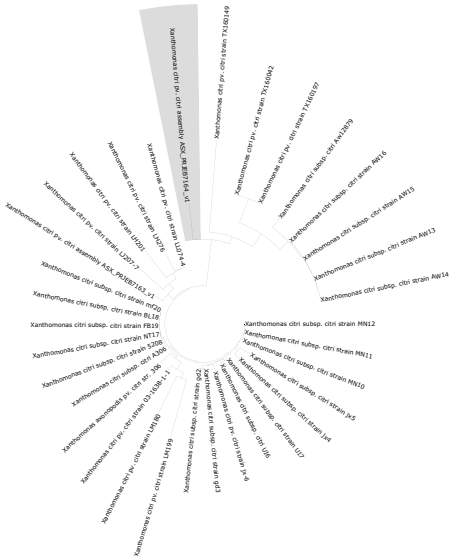 Xanthomonas citri pv. citri assembly ASX_PRJEB7164_v1
Xanthomonas citri pv. citri strain TX160149
Xanthomonas citri pv. citri strain TX160042
Xanthomonas citri pv. citri strain TX160197
Xanthomonas citri subsp. citri Aw12879
Xanthomonas citri subsp. citri strain AW16
Xanthomonas citri subsp. citri strain AW15
Xanthomonas citri subsp. citri strain AW13
Xanthomonas citri subsp. citri strain AW14
Xanthomonas citri subsp. citri strain MN12
Xanthomonas citri subsp. citri strain MN11
Xanthomonas citri subsp. citri strain MN10
Xanthomonas citri subsp. citri strain jx5
Xanthomonas citri subsp. citri strain jx4
Xanthomonas citri subsp. citri strain UI7
Xanthomonas citri subsp. citri UI6
Xanthomonas citri pv. citri strain jx-6
Xanthomonas citri subsp. citri strain gd3
Xanthomonas citri subsp. citri strain gd2
Xanthomonas citri pv. citri strain LM199
Xanthomonas citri pv. citri strain LM180
Xanthomonas citri pv. citri strain 03-1638-1-1
Xanthomonas axonopodis pv. citri str. 306
Xanthomonas citri subsp. citri A306
Xanthomonas citri subsp. citri strain 5208
Xanthomonas citri subsp. citri strain NT17
Xanthomonas citri subsp. citri strain FB19
Xanthomonas citri subsp. citri strain BL18
Xanthomonas citri subsp. citri strain mf20
Xanthomonas citri pv. citri assembly ASX_PRJEB7163_v1
Xanthomonas citri pv. citri strain LJ207-7
Xanthomonas citri pv. citri strain LH201
Xanthomonas citri pv. citri strain LH276
Xanthomonas citri pv. citri strain LL074-4